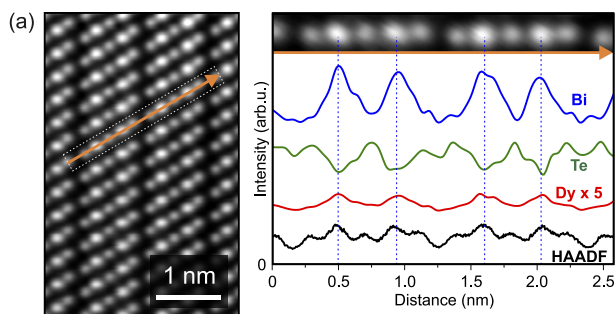 (a)
1 nm
Intensity (arb.u.)
Bi
Te
Dy x 5
HAADF
0
0 0.5 1.0 1.5 2.0 2.5
Distance (nm)